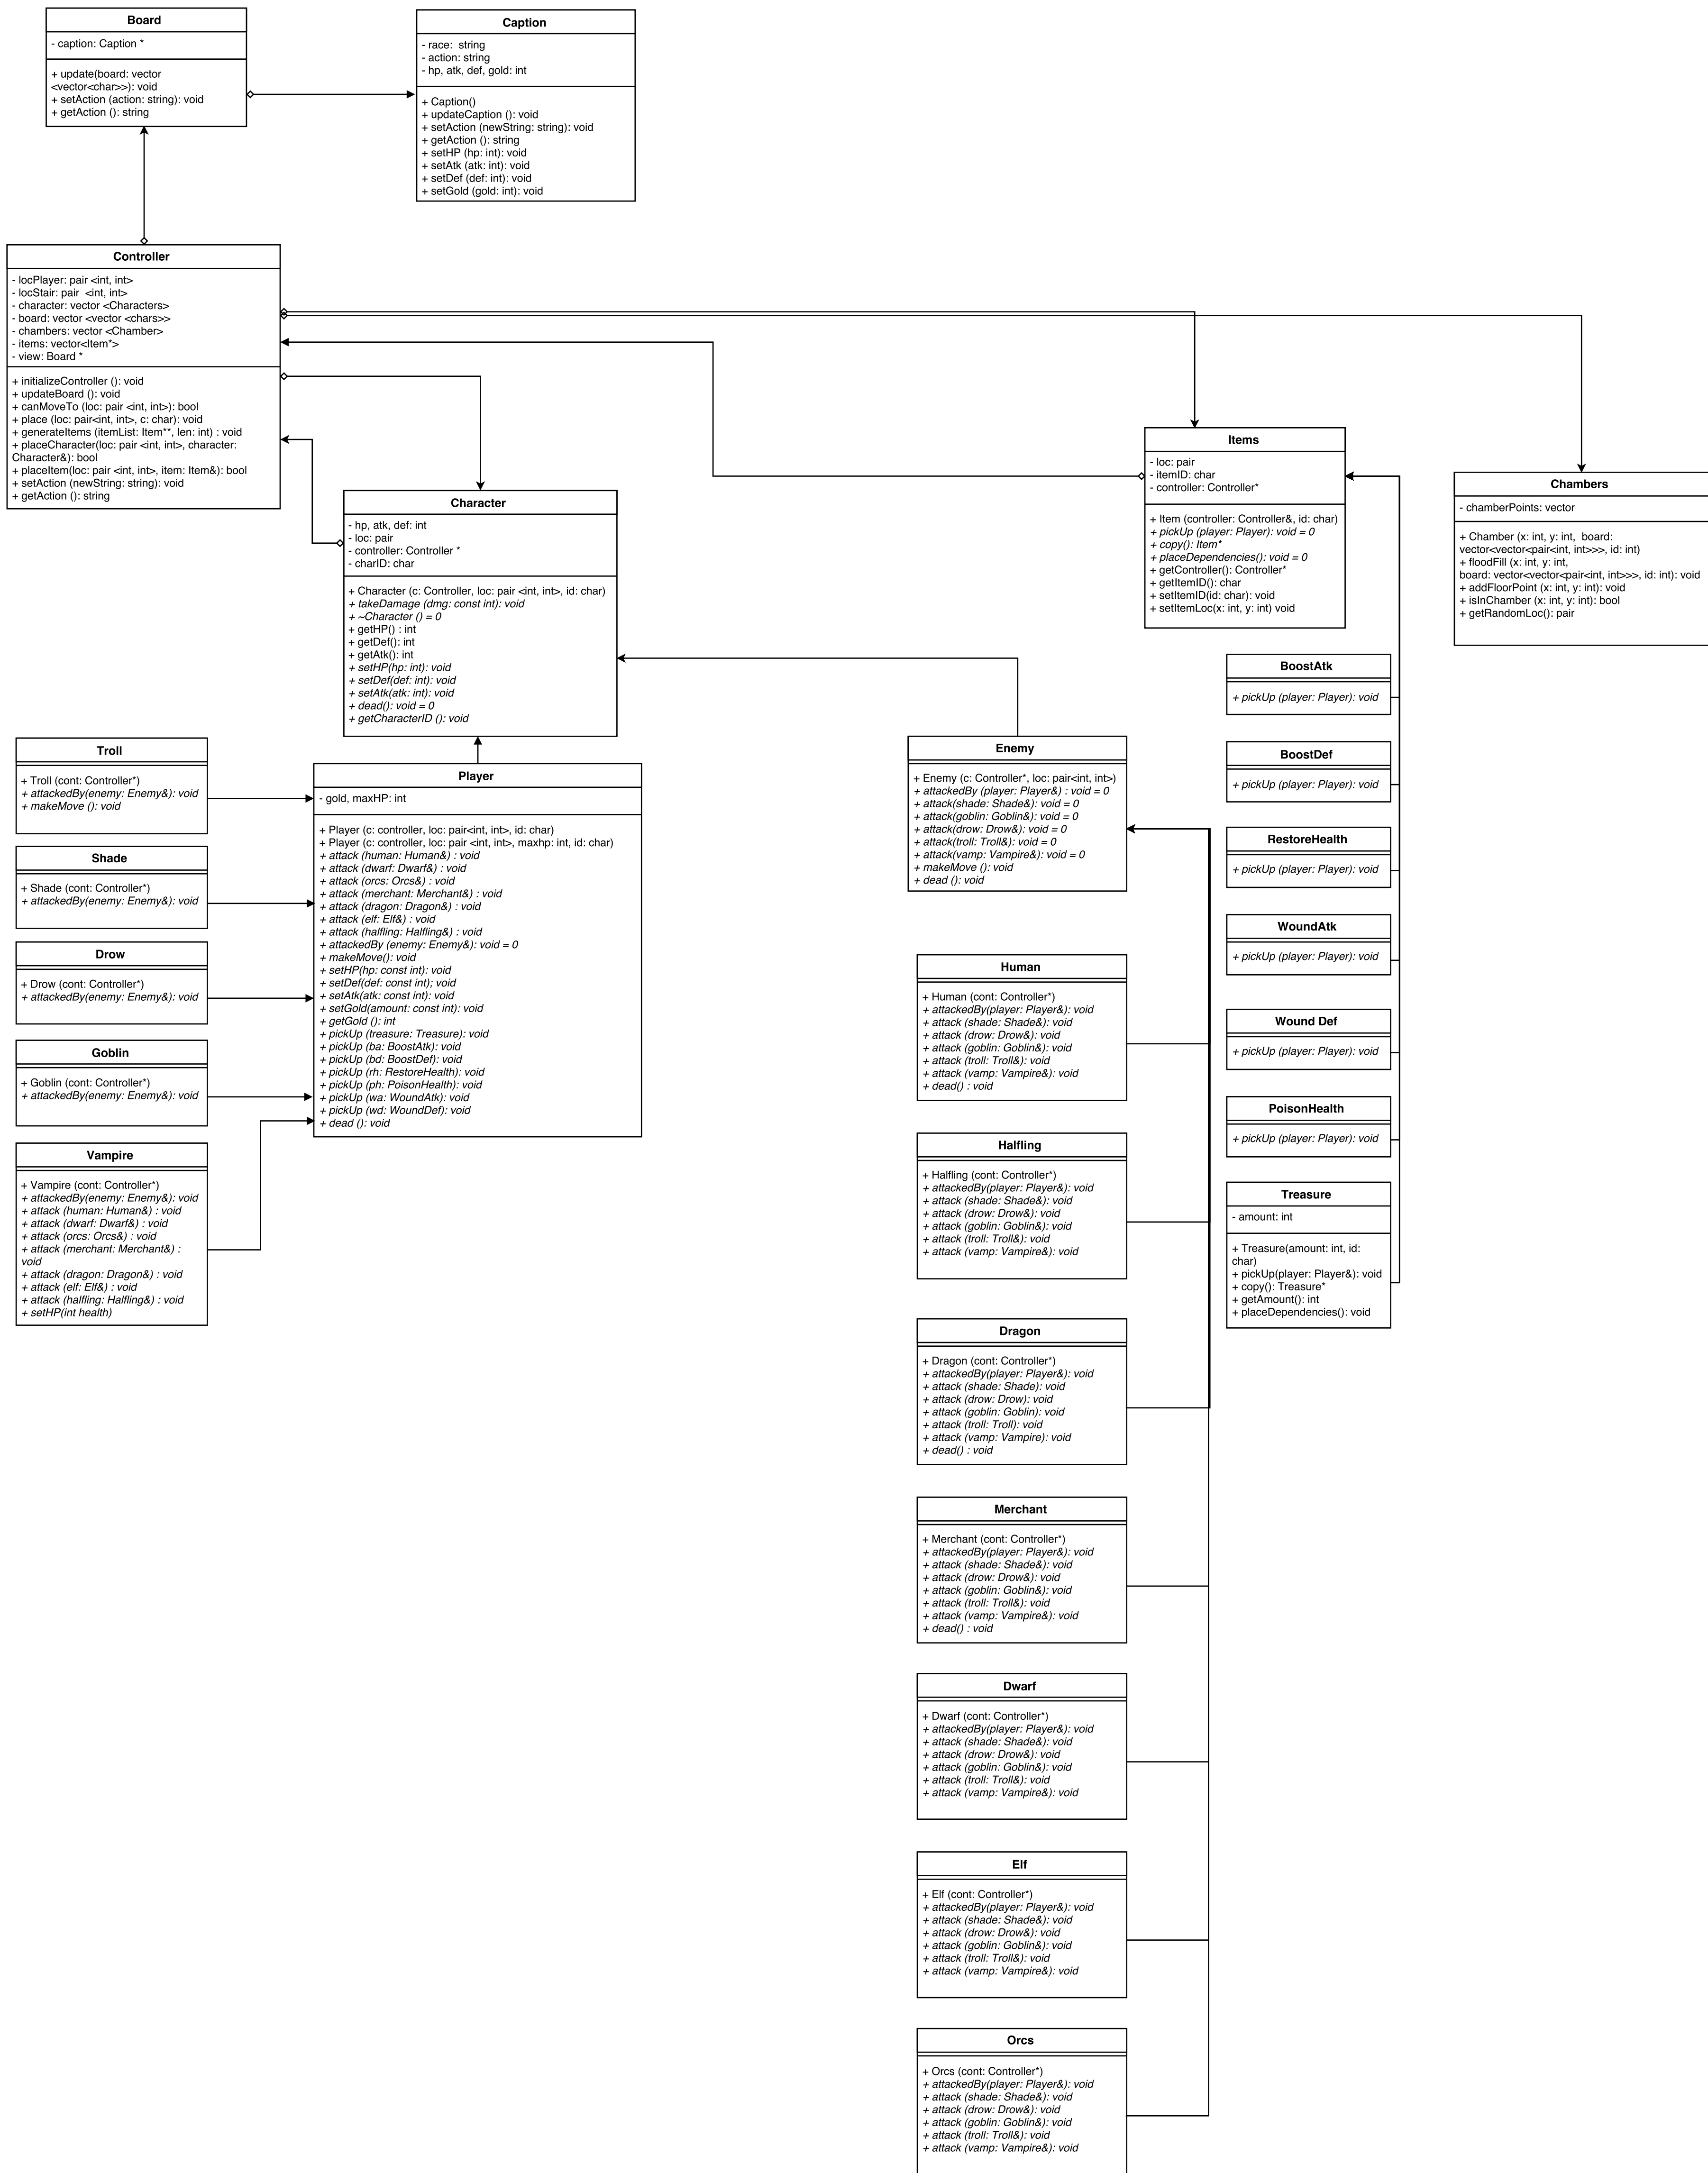 Board
- caption: Caption *
+ update(board: vector
<vector<char>>): void
+ setAction (action: string): void
+ getAction (): string
Caption
- race:  string
- action: string
- hp, atk, def, gold: int
+ Caption()
+ updateCaption (): void
+ setAction (newString: string): void
+ getAction (): string
+ setHP (hp: int): void
+ setAtk (atk: int): void
+ setDef (def: int): void
+ setGold (gold: int): void
Controller
- locPlayer: pair <int, int>
- locStair: pair  <int, int>
- character: vector <Characters>
- board: vector <vector <chars>>
- chambers: vector <Chamber>
- items: vector<Item*>
- view: Board *
+ initializeController (): void
+ updateBoard (): void
+ canMoveTo (loc: pair <int, int>): bool
+ place (loc: pair<int, int>, c: char): void
+ generateItems (itemList: Item**, len: int) : void
+ placeCharacter(loc: pair <int, int>, character:
Character&): bool
+ placeItem(loc: pair <int, int>, item: Item&): bool
+ setAction (newString: string): void
+ getAction (): string
Items
- loc: pair
- itemID: char
- controller: Controller*
+ Item (controller: Controller&, id: char)
+ pickUp (player: Player): void = 0
+ copy(): Item*
+ placeDependencies(): void = 0
+ getController(): Controller*
+ getItemID(): char
+ setItemID(id: char): void
+ setItemLoc(x: int, y: int) void
Chambers
- chamberPoints: vector
+ Chamber (x: int, y: int,  board:
vector<vector<pair<int, int>>>, id: int)
+ floodFill (x: int, y: int,
board: vector<vector<pair<int, int>>>, id: int): void
+ addFloorPoint (x: int, y: int): void
+ isInChamber (x: int, y: int): bool
+ getRandomLoc(): pair
Character
- hp, atk, def: int
- loc: pair
- controller: Controller *
- charID: char
+ Character (c: Controller, loc: pair <int, int>, id: char)
+ takeDamage (dmg: const int): void
+ ~Character () = 0
+ getHP() : int
+ getDef(): int
+ getAtk(): int
+ setHP(hp: int): void
+ setDef(def: int): void
+ setAtk(atk: int): void
+ dead(): void = 0
+ getCharacterID (): void
Troll
+ Troll (cont: Controller*)
+ attackedBy(enemy: Enemy&): void
+ makeMove (): void
Shade
+ Shade (cont: Controller*)
+ attackedBy(enemy: Enemy&): void
Drow
+ Drow (cont: Controller*)
+ attackedBy(enemy: Enemy&): void
Goblin
+ Goblin (cont: Controller*)
+ attackedBy(enemy: Enemy&): void
Vampire
+ Vampire (cont: Controller*)
+ attackedBy(enemy: Enemy&): void
+ attack (human: Human&) : void
+ attack (dwarf: Dwarf&) : void
+ attack (orcs: Orcs&) : void
+ attack (merchant: Merchant&) :
void
+ attack (dragon: Dragon&) : void
+ attack (elf: Elf&) : void
+ attack (halfling: Halfling&) : void
+ setHP(int health)
Player
- gold, maxHP: int
+ Player (c: controller, loc: pair<int, int>, id: char)
+ Player (c: controller, loc: pair <int, int>, maxhp: int, id: char)
+ attack (human: Human&) : void
+ attack (dwarf: Dwarf&) : void
+ attack (orcs: Orcs&) : void
+ attack (merchant: Merchant&) : void
+ attack (dragon: Dragon&) : void
+ attack (elf: Elf&) : void
+ attack (halfling: Halfling&) : void
+ attackedBy (enemy: Enemy&): void = 0
+ makeMove(): void
+ setHP(hp: const int): void
+ setDef(def: const int); void
+ setAtk(atk: const int): void
+ setGold(amount: const int): void
+ getGold (): int
+ pickUp (treasure: Treasure): void
+ pickUp (ba: BoostAtk): void
+ pickUp (bd: BoostDef): void
+ pickUp (rh: RestoreHealth): void
+ pickUp (ph: PoisonHealth): void
+ pickUp (wa: WoundAtk): void
+ pickUp (wd: WoundDef): void
+ dead (): void
Enemy
+ Enemy (c: Controller*, loc: pair<int, int>)
+ attackedBy (player: Player&) : void = 0
+ attack(shade: Shade&): void = 0
+ attack(goblin: Goblin&): void = 0
+ attack(drow: Drow&): void = 0
+ attack(troll: Troll&): void = 0
+ attack(vamp: Vampire&): void = 0
+ makeMove (): void
+ dead (): void
Human
+ Human (cont: Controller*)
+ attackedBy(player: Player&): void
+ attack (shade: Shade&): void
+ attack (drow: Drow&): void
+ attack (goblin: Goblin&): void
+ attack (troll: Troll&): void
+ attack (vamp: Vampire&): void
+ dead() : void
Halfling
+ Halfling (cont: Controller*)
+ attackedBy(player: Player&): void
+ attack (shade: Shade&): void
+ attack (drow: Drow&): void
+ attack (goblin: Goblin&): void
+ attack (troll: Troll&): void
+ attack (vamp: Vampire&): void
Dragon
+ Dragon (cont: Controller*)
+ attackedBy(player: Player&): void
+ attack (shade: Shade): void
+ attack (drow: Drow): void
+ attack (goblin: Goblin): void
+ attack (troll: Troll): void
+ attack (vamp: Vampire): void
+ dead() : void
Merchant
+ Merchant (cont: Controller*)
+ attackedBy(player: Player&): void
+ attack (shade: Shade&): void
+ attack (drow: Drow&): void
+ attack (goblin: Goblin&): void
+ attack (troll: Troll&): void
+ attack (vamp: Vampire&): void
+ dead() : void
Dwarf
+ Dwarf (cont: Controller*)
+ attackedBy(player: Player&): void
+ attack (shade: Shade&): void
+ attack (drow: Drow&): void
+ attack (goblin: Goblin&): void
+ attack (troll: Troll&): void
+ attack (vamp: Vampire&): void
Elf
+ Elf (cont: Controller*)
+ attackedBy(player: Player&): void
+ attack (shade: Shade&): void
+ attack (drow: Drow&): void
+ attack (goblin: Goblin&): void
+ attack (troll: Troll&): void
+ attack (vamp: Vampire&): void
Orcs
+ Orcs (cont: Controller*)
+ attackedBy(player: Player&): void
+ attack (shade: Shade&): void
+ attack (drow: Drow&): void
+ attack (goblin: Goblin&): void
+ attack (troll: Troll&): void
+ attack (vamp: Vampire&): void
BoostAtk
+ pickUp (player: Player): void
BoostDef
+ pickUp (player: Player): void
RestoreHealth
+ pickUp (player: Player): void
WoundAtk
+ pickUp (player: Player): void
Wound Def
+ pickUp (player: Player): void
PoisonHealth
+ pickUp (player: Player): void
Treasure
- amount: int
+ Treasure(amount: int, id:
char)
+ pickUp(player: Player&): void
+ copy(): Treasure*
+ getAmount(): int
+ placeDependencies(): void